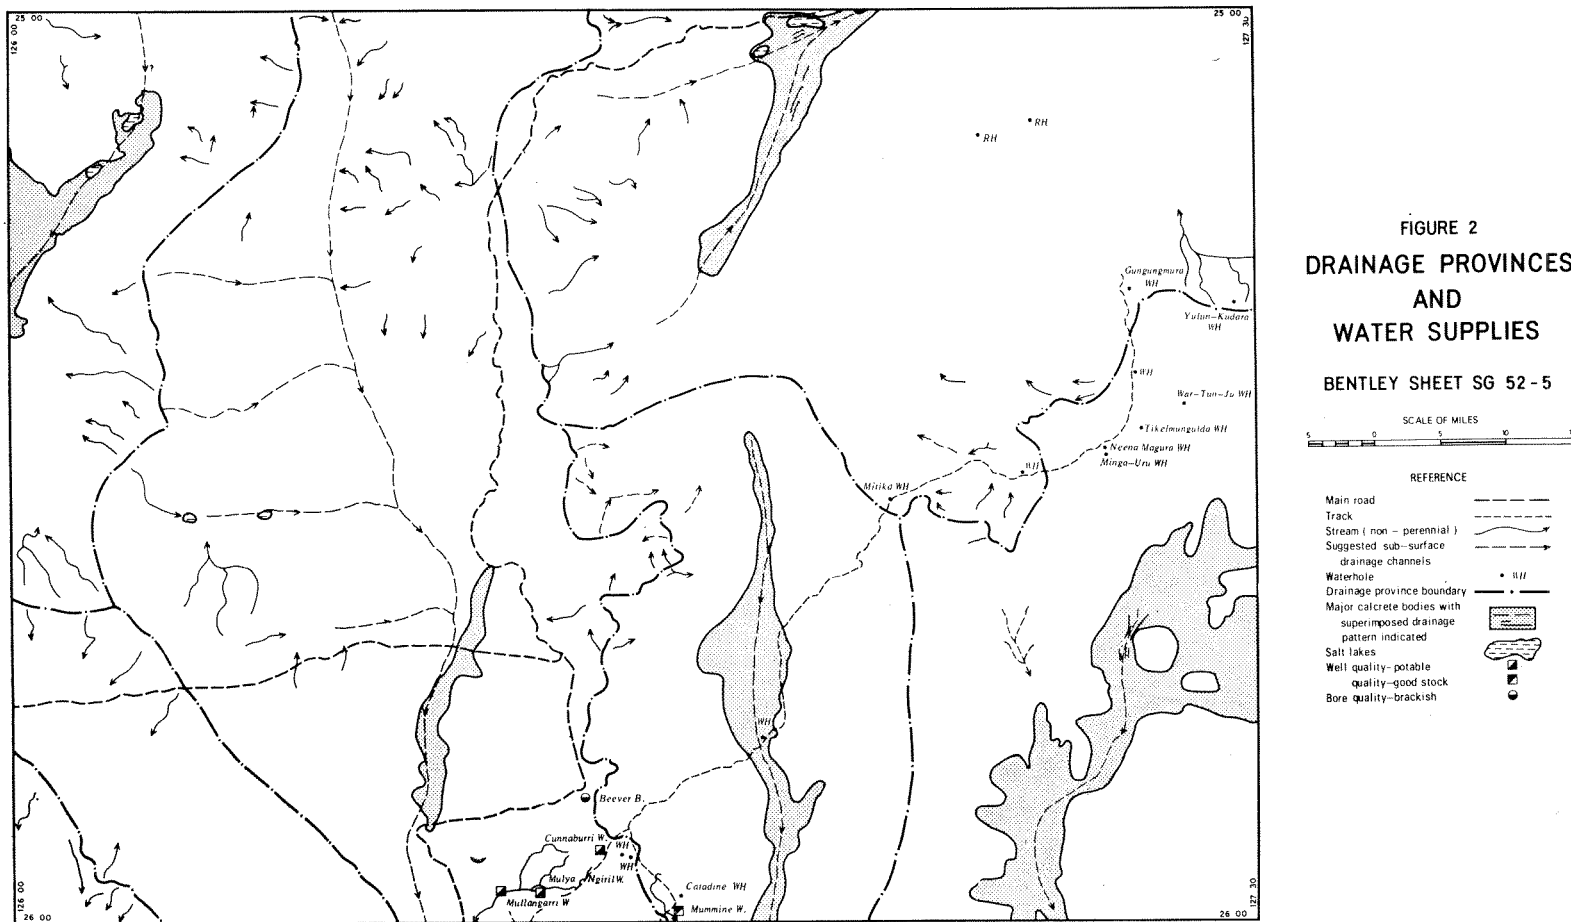 25 00
126 00
25 00
127 30
?
RH
RH
Gungungmura
WH
Yulun-Kudara
WH
WH
War-Tun-Ju WH
Tikelmungulda WH
Neena Magura WH
Minga-Uru WH
WH
Mitika WH
WH
Beever B.
Cunnaburri W.
WH
WH
Mulya Ngiril W.
Mullangarri W
Caladine WH
Mummine W.
126 00
26 00
127 30
26 00
FIGURE 2
DRAINAGE PROVINCES
AND
WATER SUPPLIES
BENTLEY SHEET SG 52-5
SCALE OF MILES
5 0 5 10
REFERENCE
Main road
Track
Stream ( non - perennial )
Suggested sub-surface
drainage channels
Waterhole
WH
Drainage province boundary
Major calcrete bodies with
superimposed drainage
pattern indicated
Salt lakes
Well quality-potable
quality-good stock
Bore quality-brackish